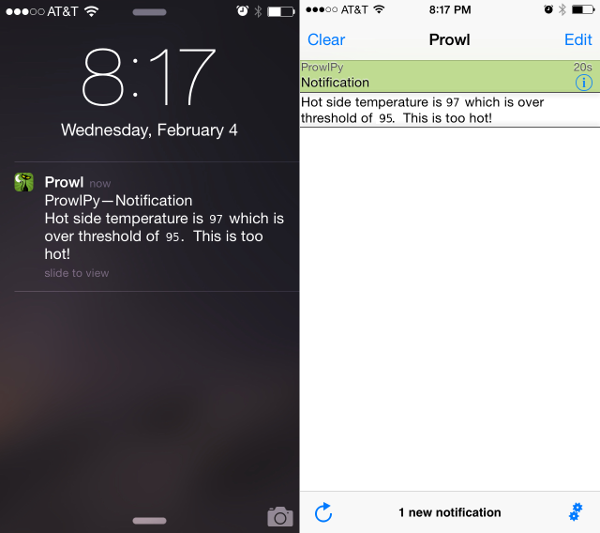 AT&T
8:17
Wednesday, February 4
Prowl now
ProwlPy—Notification
Hot side temperature is 97 which is
over threshold of 95. This is too
hot!
slide to view
AT&T 8:17 PM
Clear Prowl Edit
ProwlPy 20s
Notification
Hot side temperature is 97 which is over
threshold of 95. This is too hot!
1 new notification